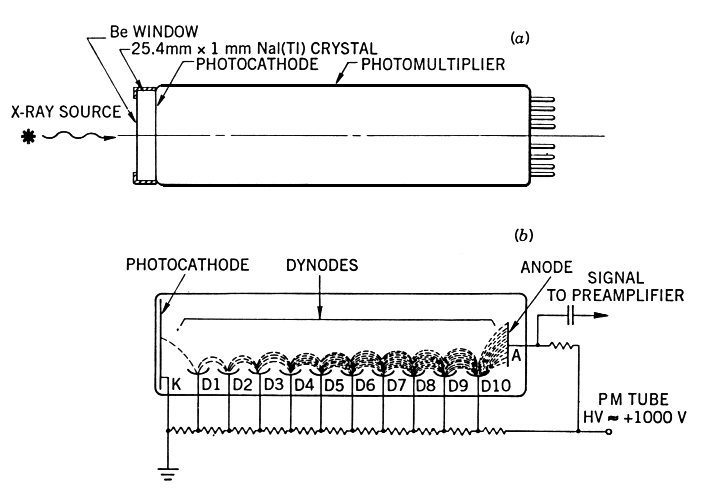 (a)
Be WINDOW
25.4mm × 1 mm NaI(Tl) CRYSTAL
PHOTOCATHODE
PHOTOMULTIPLIER
X-RAY SOURCE
(b)
PHOTOCATHODE
DYNODES
ANODE
SIGNAL
TO PREAMPLIFIER
A
K D1 D2 D3 D4 D5 D6 D7 D8 D9 D10
PM TUBE
HV ≈ +1000 V